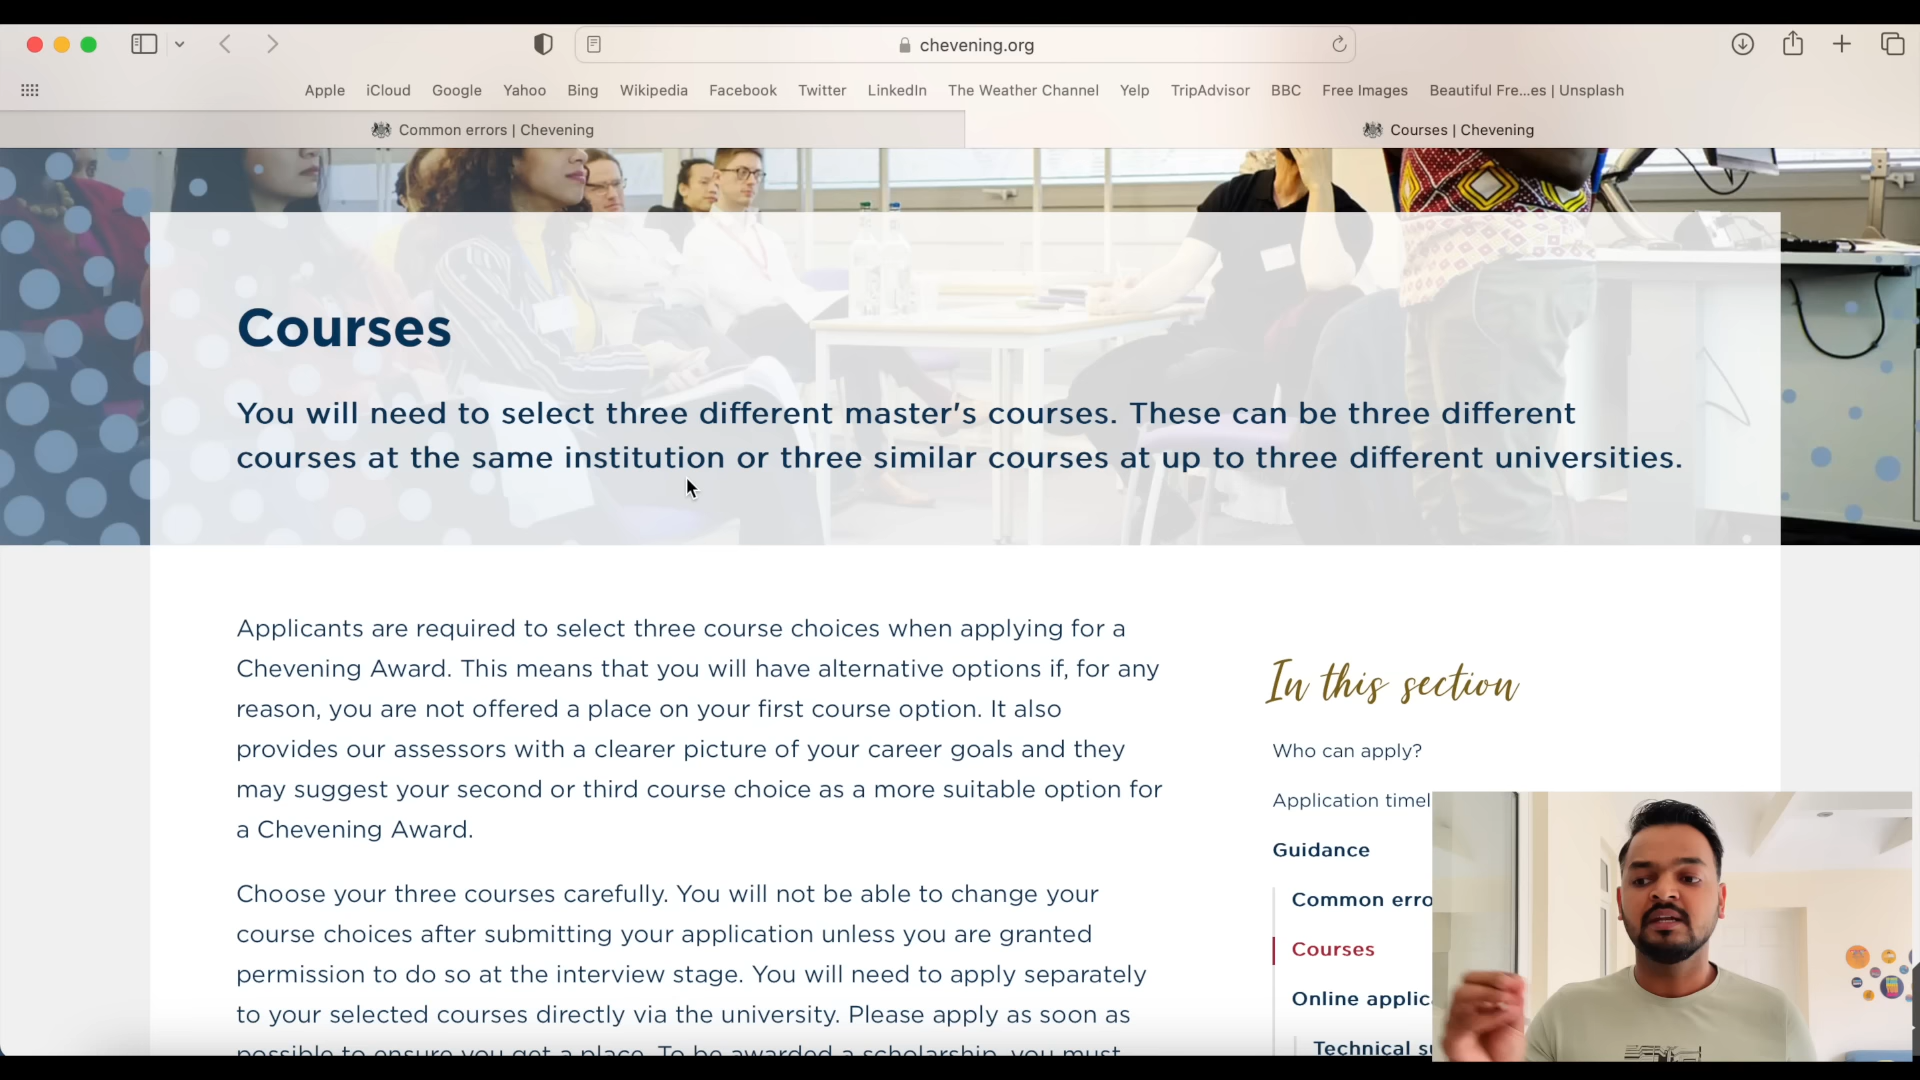 chevening.org
Apple iCloud Google Yahoo Bing Wikipedia Facebook Twitter LinkedIn The Weather Channel Yelp TripAdvisor BBC Free Images Beautiful Fre...es | Unsplash
Common errors | Chevening
Courses | Chevening
Courses
You will need to select three different master's courses. These can be three different
courses at the same institution or three similar courses at up to three different universities.
Applicants are required to select three course choices when applying for a
Chevening Award. This means that you will have alternative options if, for any
reason, you are not offered a place on your first course option. It also
provides our assessors with a clearer picture of your career goals and they
may suggest your second or third course choice as a more suitable option for
a Chevening Award.
Choose your three courses carefully. You will not be able to change your
course choices after submitting your application unless you are granted
permission to do so at the interview stage. You will need to apply separately
to your selected courses directly via the university. Please apply as soon as
possible to ensure you get a place. To be awarded a scholarship, you must
In this section
Who can apply?
Application timel
Guidance
Common erro
Courses
Online applic
Technical su